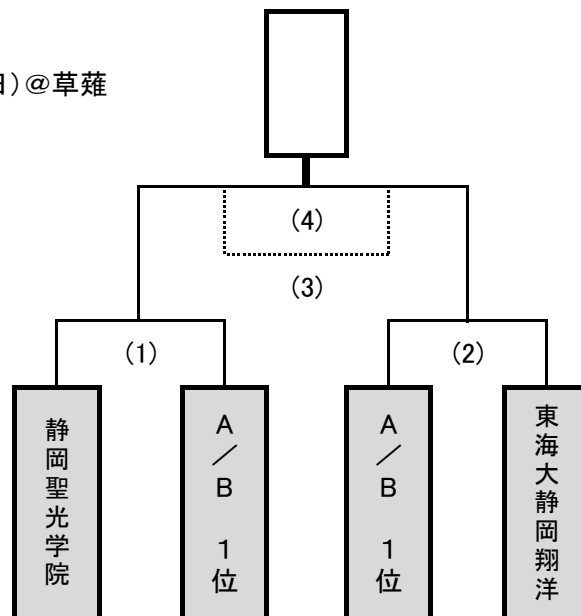 日)@草薙
(4)
(3)
(1)
(2)
静岡聖光学院
A/B 1位
A/B 1位
東海大静岡翔洋